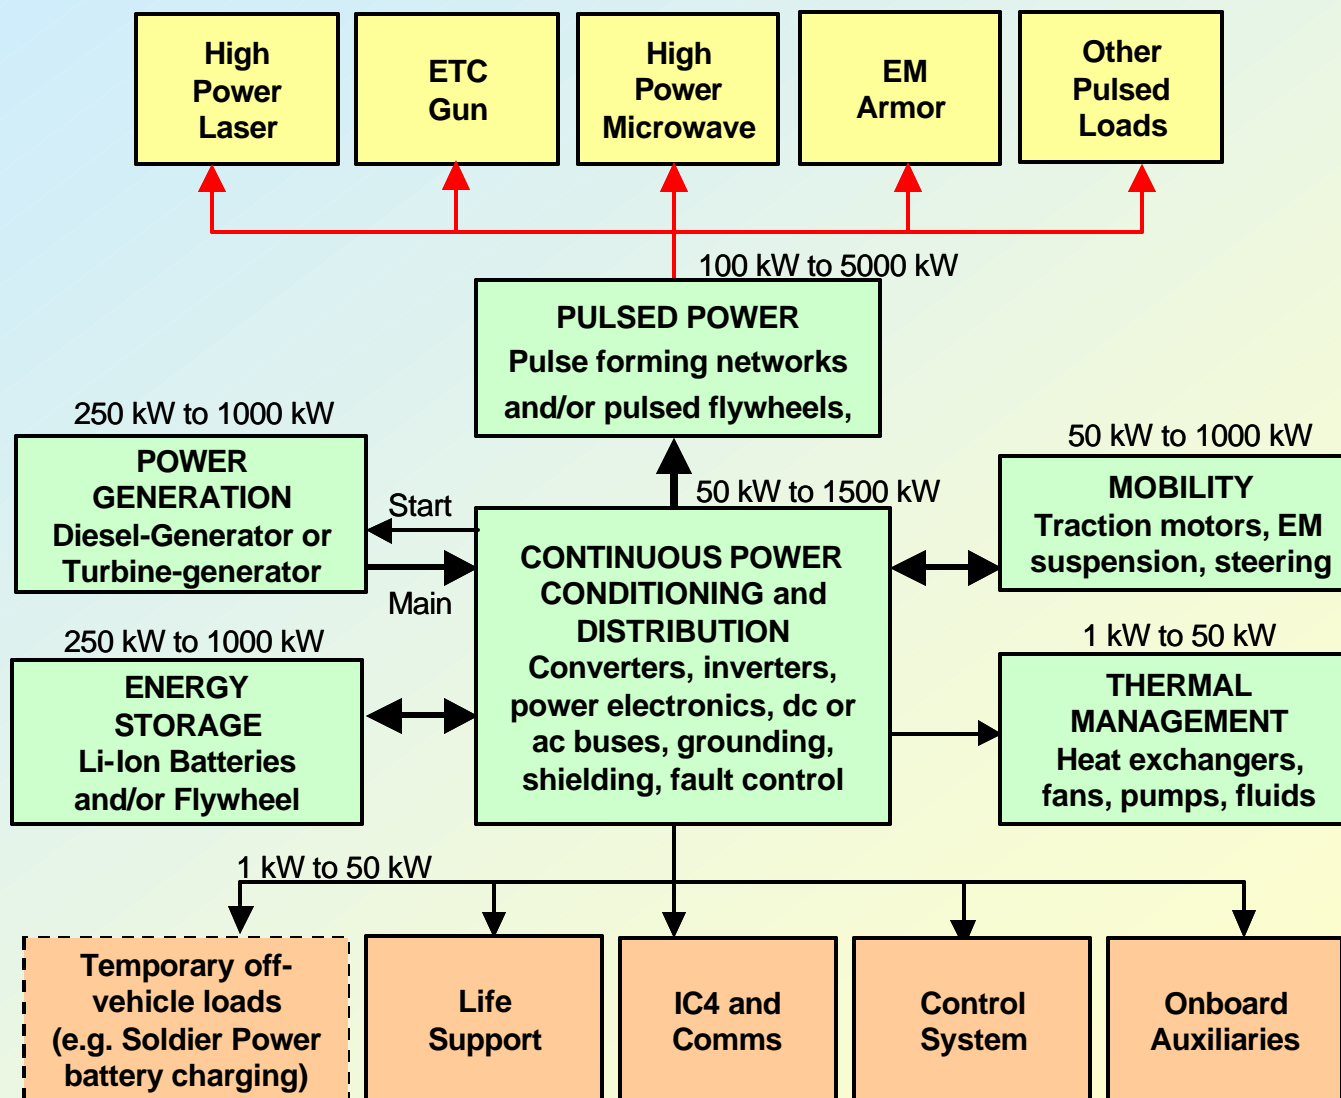 High
Power
Laser
ETC
Gun
High
Power
Microwave
EM
Armor
Other
Pulsed
Loads
100 kW to 5000 kW
PULSED POWER
Pulse forming networks
and/or pulsed flywheels,
250 kW to 1000 kW
POWER
GENERATION
Diesel-Generator or
Turbine-generator
Start
Main
50 kW to 1500 kW
CONTINUOUS POWER
CONDITIONING and
DISTRIBUTION
Converters, inverters,
power electronics, dc or
ac buses, grounding,
shielding, fault control
50 kW to 1000 kW
MOBILITY
Traction motors, EM
suspension, steering
250 kW to 1000 kW
ENERGY
STORAGE
Li-Ion Batteries
and/or Flywheel
1 kW to 50 kW
THERMAL
MANAGEMENT
Heat exchangers,
fans, pumps, fluids
1 kW to 50 kW
Temporary off-
vehicle loads
(e.g. Soldier Power
battery charging)
Life
Support
IC4 and
Comms
Control
System
Onboard
Auxiliaries